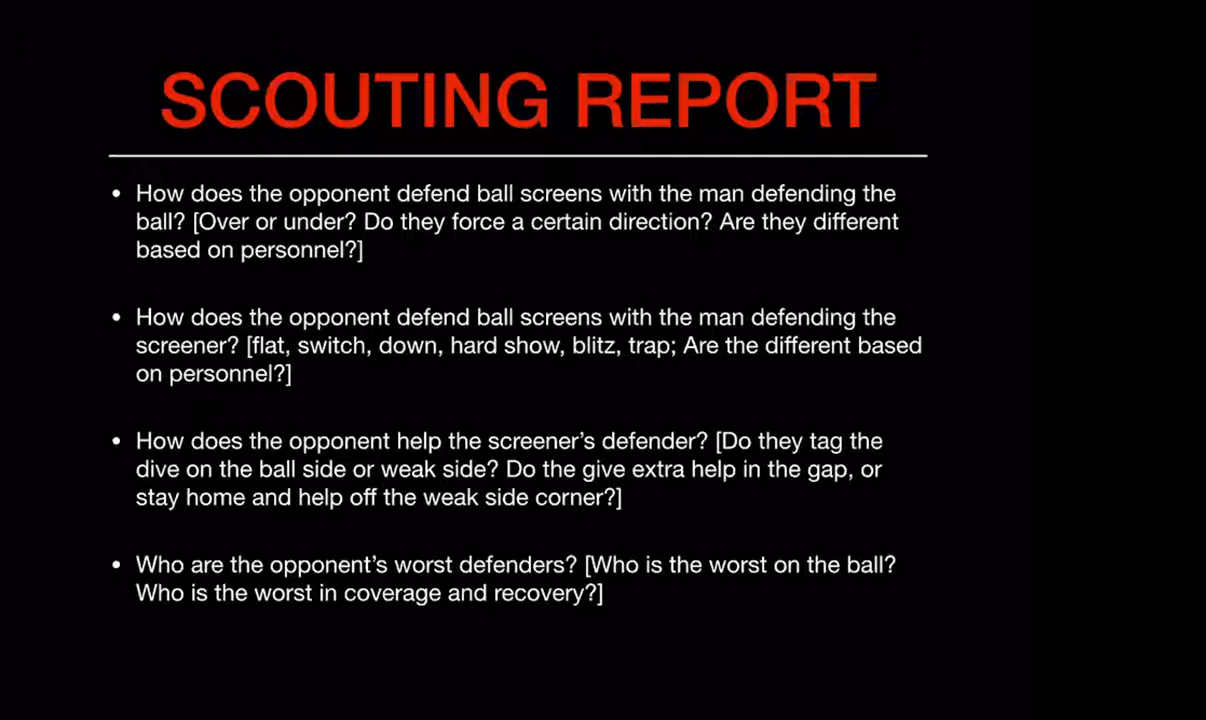 SCOUTING REPORT
• How does the opponent defend ball screens with the man defending the
ball? [Over or under? Do they force a certain direction? Are they different
based on personnel?]
• How does the opponent defend ball screens with the man defending the
screener? [flat, switch, down, hard show, blitz, trap; Are the different based
on personnel?]
• How does the opponent help the screener’s defender? [Do they tag the
dive on the ball side or weak side? Do the give extra help in the gap, or
stay home and help off the weak side corner?]
• Who are the opponent’s worst defenders? [Who is the worst on the ball?
Who is the worst in coverage and recovery?]